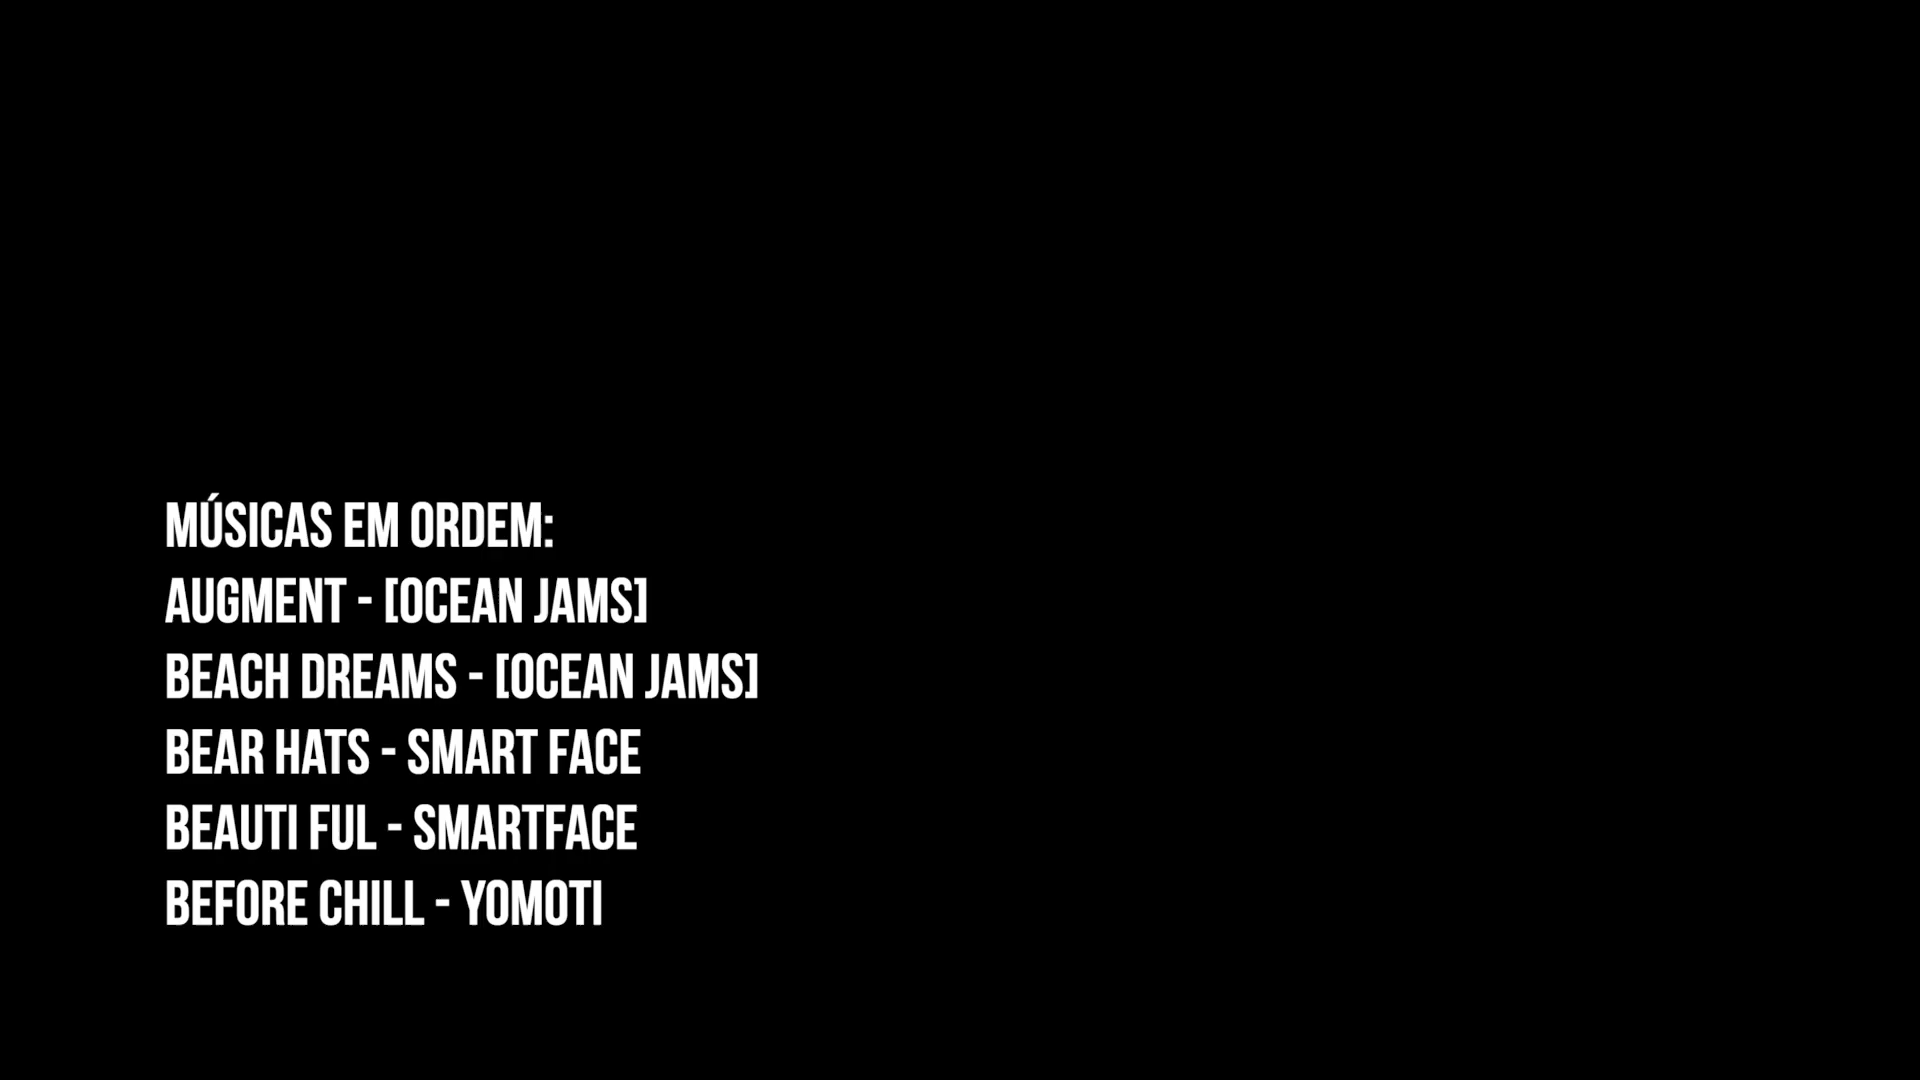 MÚSICAS EM ORDEM:
AUGMENT - [OCEAN JAMS]
BEACH DREAMS - [OCEAN JAMS]
BEAR HATS - SMART FACE
BEAUTI FUL - SMARTFACE
BEFORE CHILL - YOMOTI